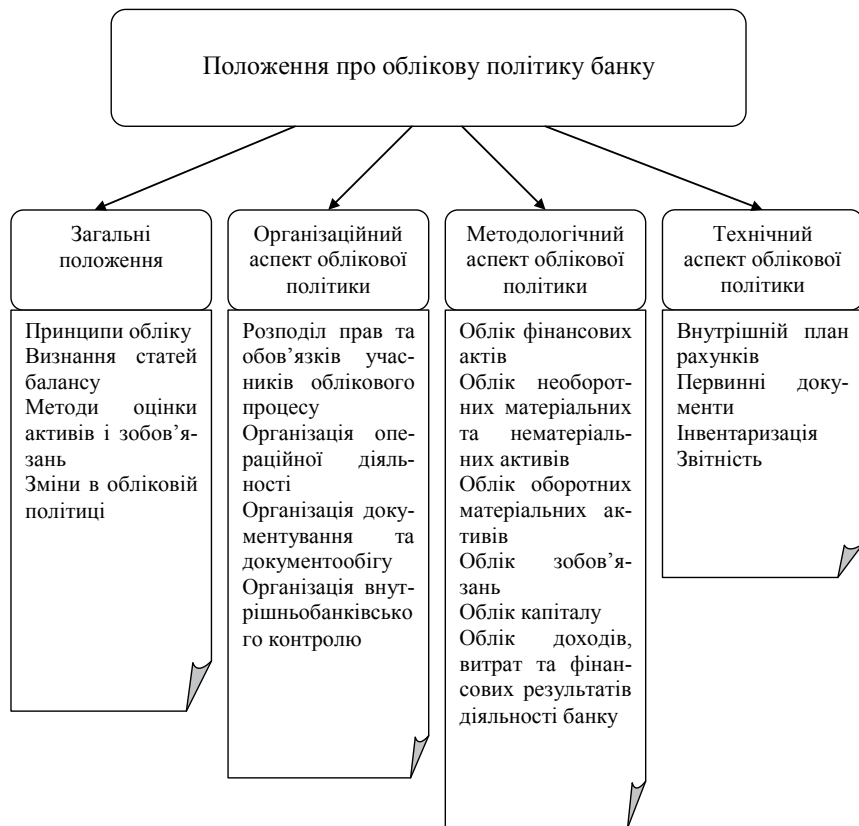 Положення про облікову політику банку
Загальні
положення
Організаційний
аспект облікової
політики
Методологічний
аспект облікової
політики
Технічний
аспект облікової
політики
Принципи обліку
Визнання статей
балансу
Методи оцінки
активів і зобов’я-
зань
Зміни в обліковій
політиці
Розподіл прав та
обов’язків учас-
ників облікового
процесу
Організація опе-
раційної діяль-
ності
Організація доку-
ментування та
документообігу
Організація внут-
рішньобанківсько
го контролю
Облік фінансових
актів
Облік необорот-
них матеріальних
та нематеріаль-
них активів
Облік оборотних
матеріальних ак-
тивів
Облік зобов’я-
зань
Облік капіталу
Облік доходів,
витрат та фінан-
сових результатів
діяльності банку
Внутрішній план
рахунків
Первинні доку-
менти
Інвентаризація
Звітність